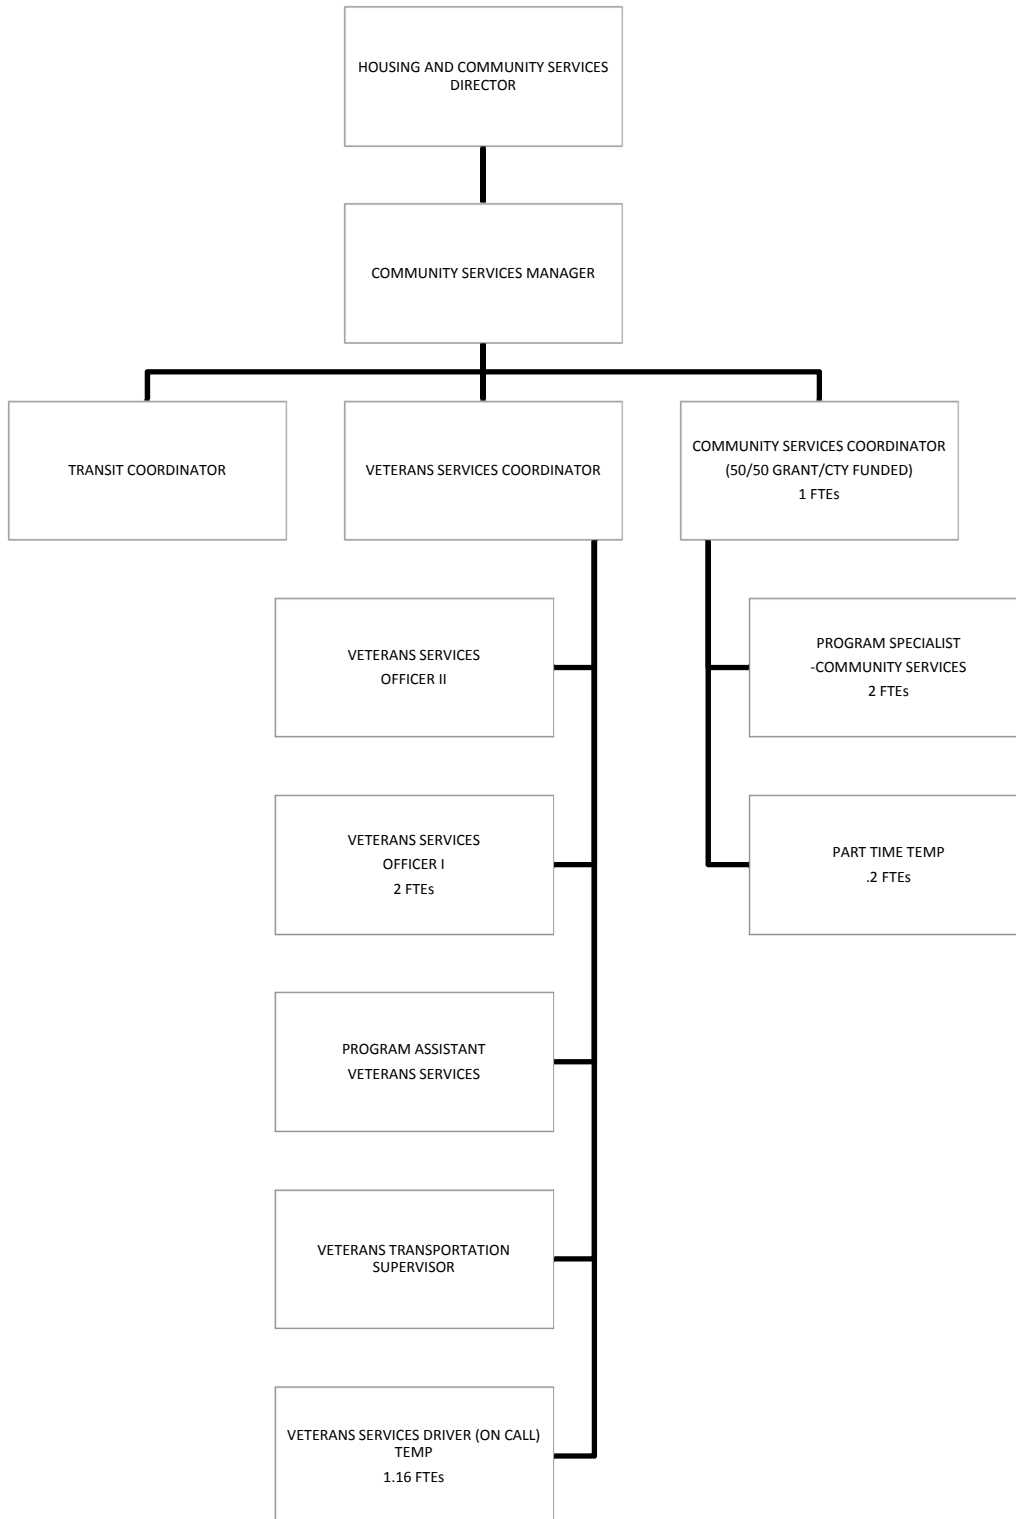 HOUSING AND COMMUNITY SERVICES
DIRECTOR
COMMUNITY SERVICES MANAGER
TRANSIT COORDINATOR
VETERANS SERVICES COORDINATOR
COMMUNITY SERVICES COORDINATOR
(50/50 GRANT/CTY FUNDED)
1 FTEs
VETERANS SERVICES
OFFICER II
PROGRAM SPECIALIST
-COMMUNITY SERVICES
2 FTEs
VETERANS SERVICES
OFFICER I
2 FTEs
PART TIME TEMP
.2 FTEs
PROGRAM ASSISTANT
VETERANS SERVICES
VETERANS TRANSPORTATION
SUPERVISOR
VETERANS SERVICES DRIVER (ON CALL)
TEMP
1.16 FTEs